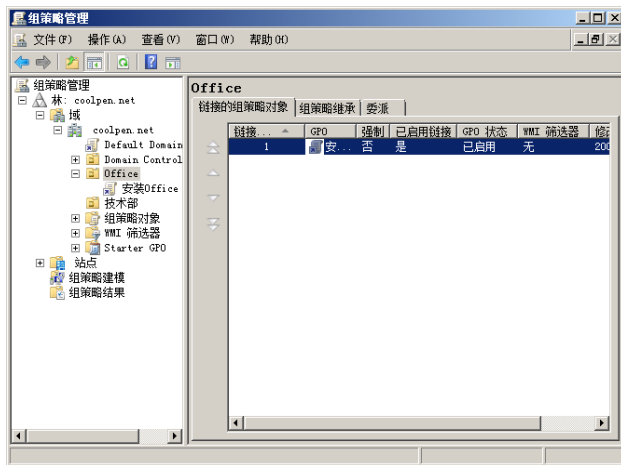 组策略管理
文件(F) 操作(A) 查看(V) 窗口(W) 帮助(H)
组策略管理
林: coolpen.net
域
coolpen.net
Default Domain
Domain Control
Office
安装Office
技术部
组策略对象
WMI 筛选器
Starter GPO
站点
组策略建模
组策略结果
Office
链接的组策略对象 组策略继承 委派
链接... GPO 强制 已启用链接 GPO 状态 WMI 筛选器 修改
1 安... 否 是 已启用 无 200